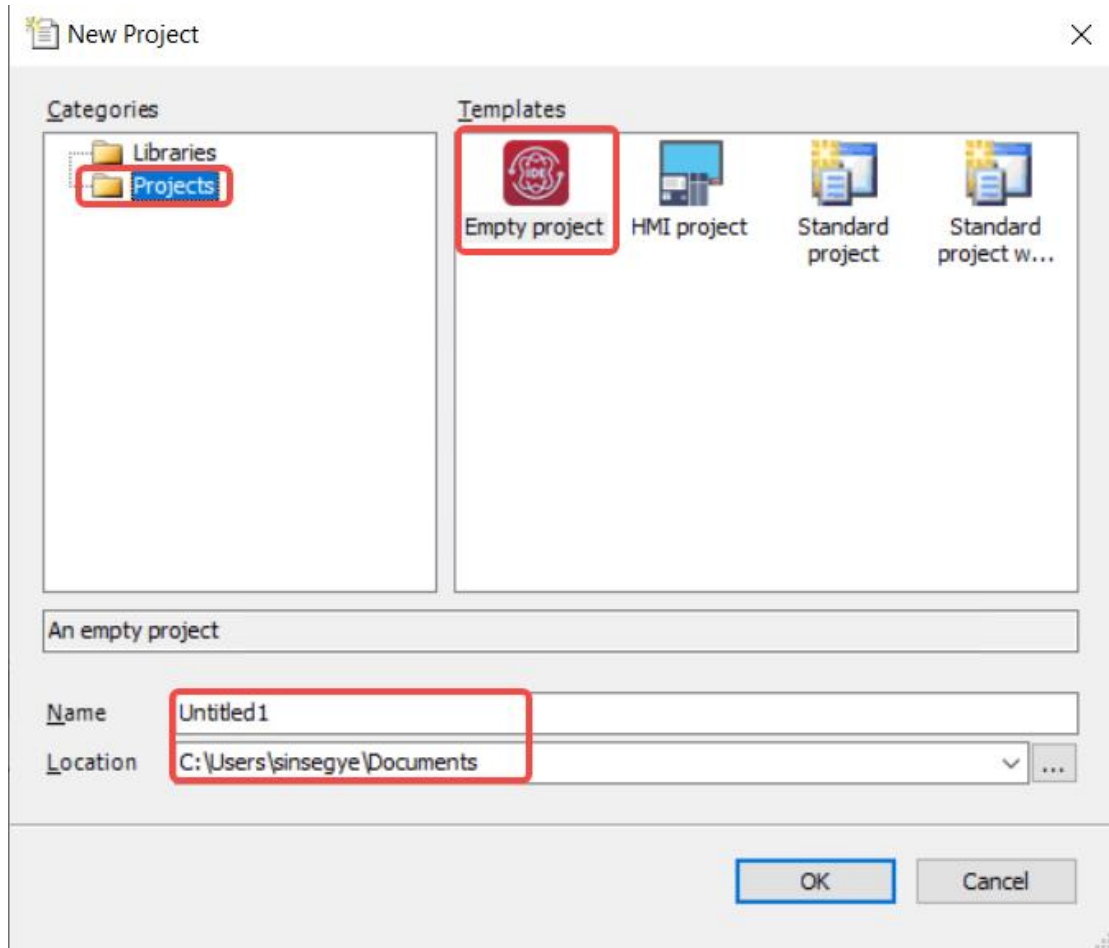 New Project
Categories
Libraries
Projects
Templates
IDE
Empty project
HMI project
Standard
project
Standard
project w...
An empty project
Name
Untitled1
Location
C:\Users\sinsegye\Documents
...
OK
Cancel